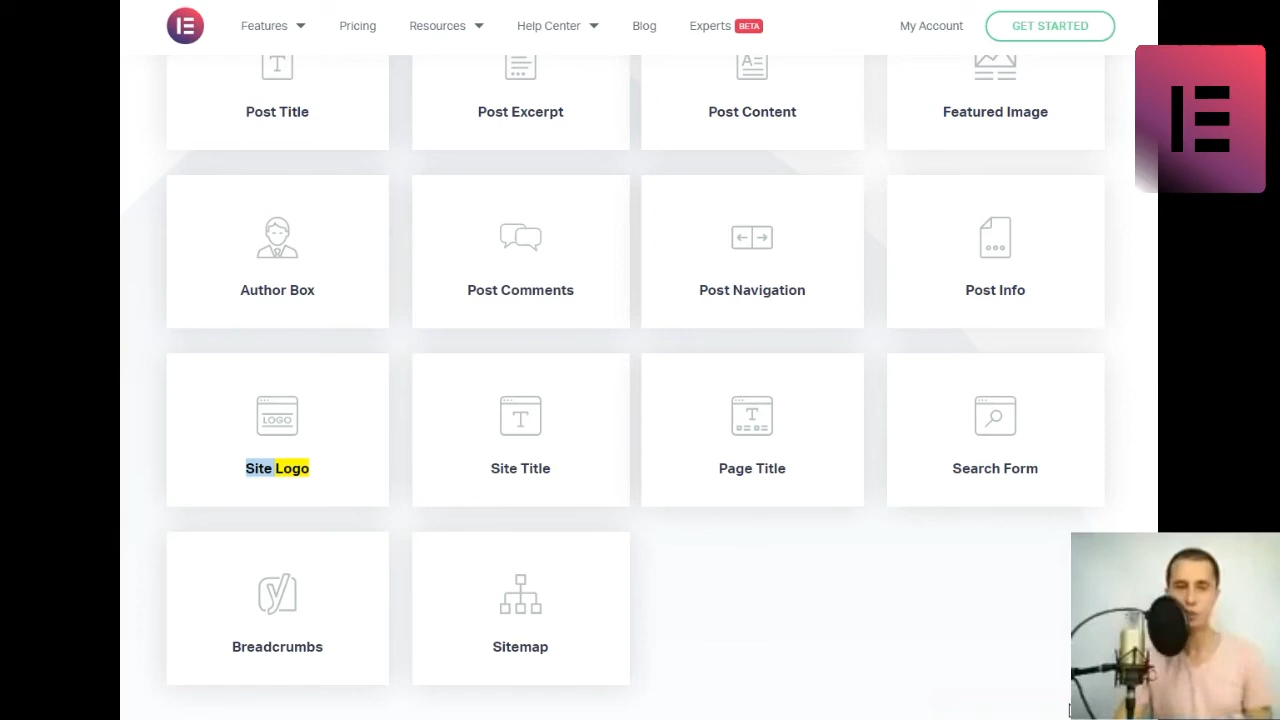 Features
Pricing
Resources
Help Center
Blog
Experts BETA
My Account
GET STARTED
Post Title
Post Excerpt
Post Content
Featured Image
Author Box
Post Comments
Post Navigation
Post Info
LOGO
Site Logo
Site Title
Page Title
Search Form
Breadcrumbs
Sitemap